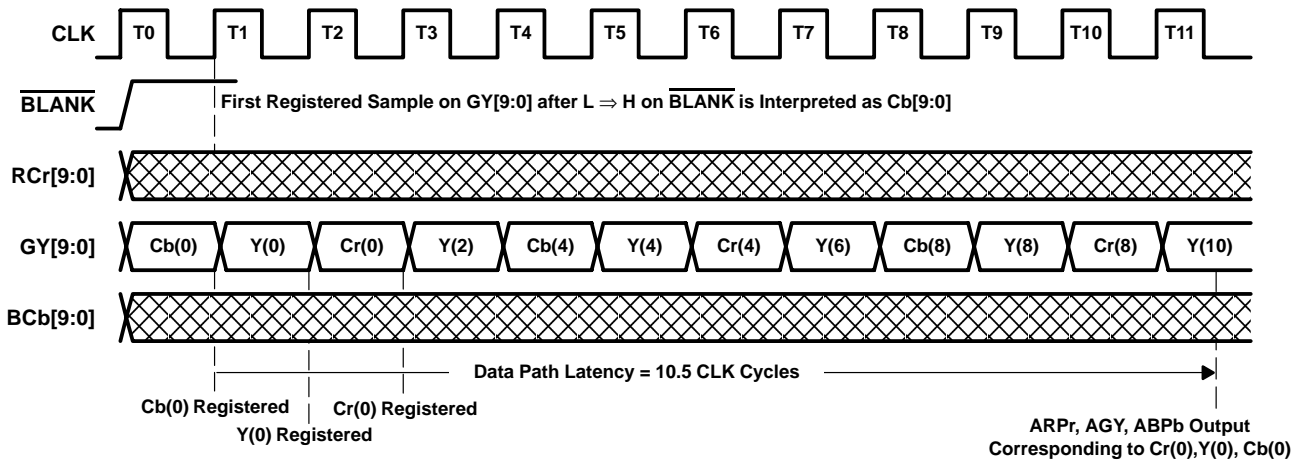 CLK T0 T1 T2 T3 T4 T5 T6 T7 T8 T9 T10 T11
BLANK
First Registered Sample on GY[9:0] after L ⇒ H on BLANK is Interpreted as Cb[9:0]
RCr[9:0]
GY[9:0] Cb(0) Y(0) Cr(0) Y(2) Cb(4) Y(4) Cr(4) Y(6) Cb(8) Y(8) Cr(8) Y(10)
BCb[9:0]
Data Path Latency = 10.5 CLK Cycles
Cb(0) Registered
Cr(0) Registered
Y(0) Registered
ARPr, AGY, ABPb Output
Corresponding to Cr(0),Y(0), Cb(0)